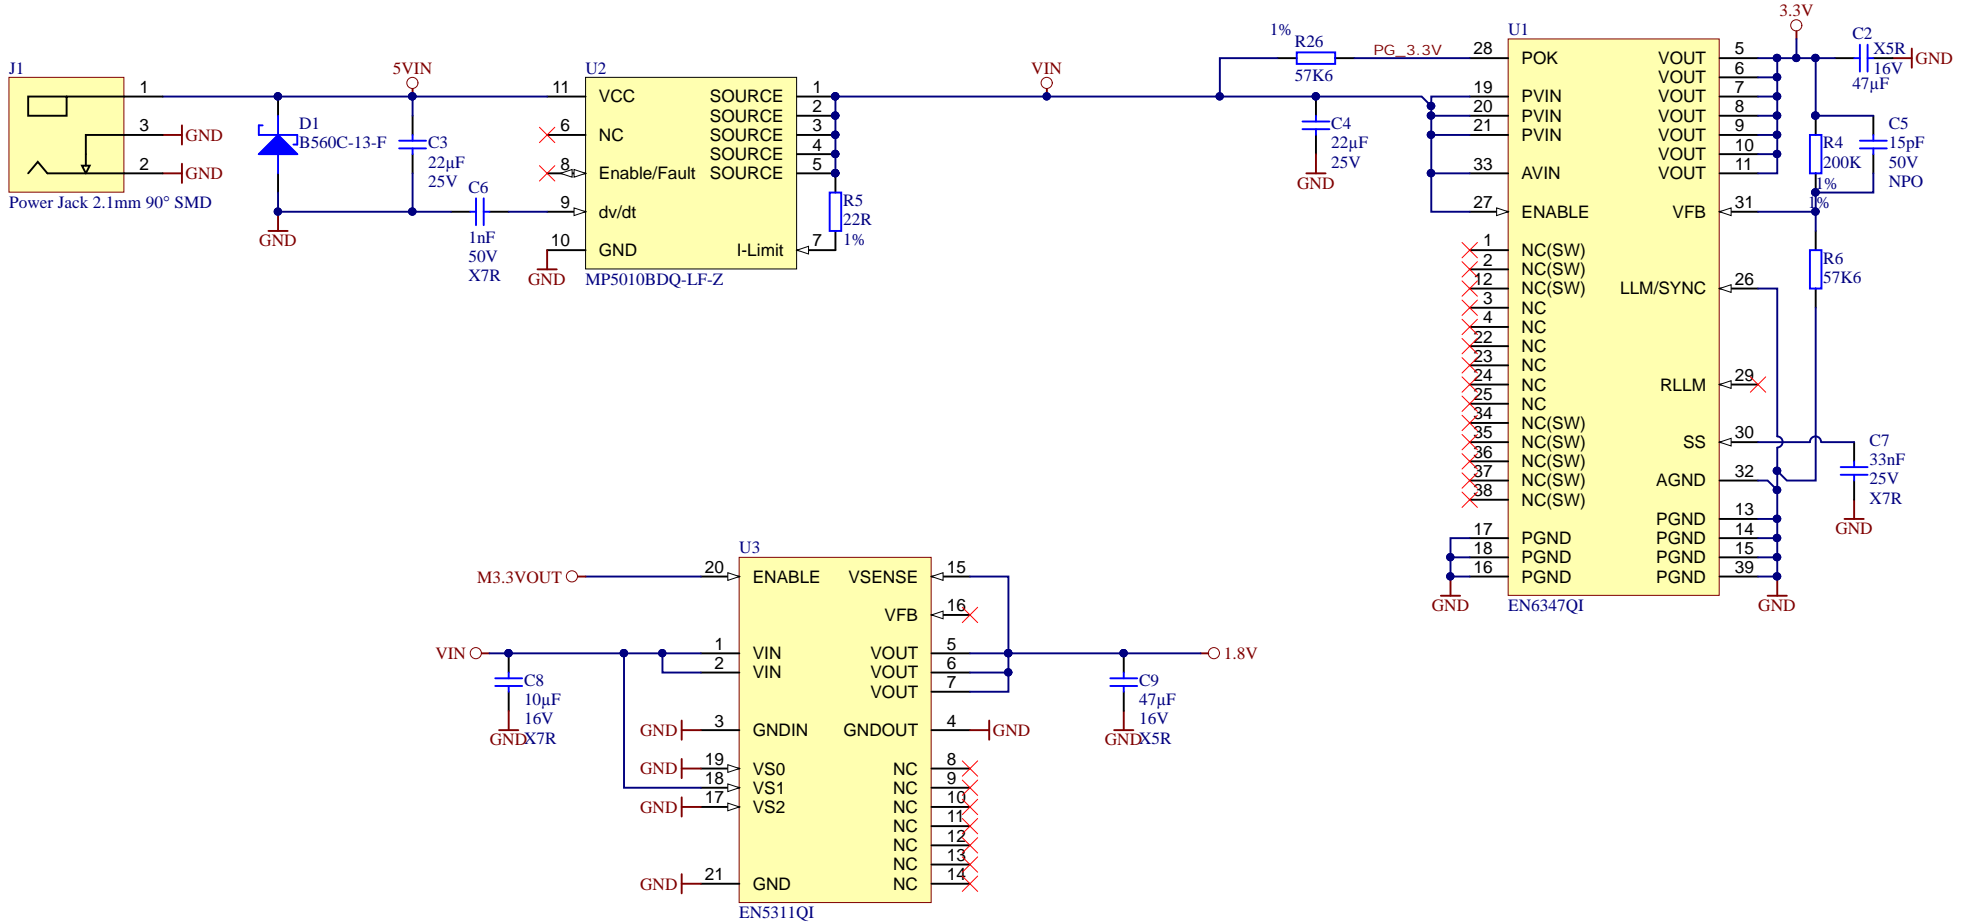 J1
1
3
GND
2
GND
Power Jack 2.1mm 90° SMD
D1
B560C-13-F
GND
5VIN
C3
22µF
25V
C6
1nF
50V
X7R
U2
11
VCC
6
NC
8
Enable/Fault
9
dv/dt
10
GND
GND
SOURCE
1
SOURCE
2
SOURCE
3
SOURCE
4
SOURCE
5
I-Limit
7
MP5010BDQ-LF-Z
R5
22R
1%
VIN
1%
R26
57K6
PG_3.3V
C4
22µF
25V
GND
U1
28
POK
19
PVIN
20
PVIN
21
PVIN
33
AVIN
27
ENABLE
1
NC(SW)
2
NC(SW)
12
NC(SW)
3
NC
4
NC
22
NC
23
NC
24
NC
25
NC
34
NC(SW)
35
NC(SW)
36
NC(SW)
37
NC(SW)
38
NC(SW)
17
PGND
18
PGND
16
PGND
GND
VOUT
5
VOUT
6
VOUT
7
VOUT
8
VOUT
9
VOUT
10
VOUT
11
VFB
31
LLM/SYNC
26
RLLM
29
SS
30
AGND
32
PGND
13
PGND
14
PGND
15
PGND
39
GND
EN6347QI
3.3V
C2
X5R
16V
47µF
GND
R4
200K
1%
C5
15pF
50V
NPO
1%
R6
57K6
C7
33nF
25V
X7R
GND
U3
M3.3VOUT
20
ENABLE
VIN
1
VIN
2
VIN
C8
10µF
16V
X7R
GND
GND
3
GNDIN
GND
19
VS0
18
VS1
GND
17
VS2
GND
21
GND
VSENSE
15
VFB
16
VOUT
5
VOUT
6
VOUT
7
GNDOUT
4
GND
NC
8
NC
9
NC
10
NC
11
NC
12
NC
13
NC
14
EN5311QI
1.8V
C9
47µF
16V
X5R
GND